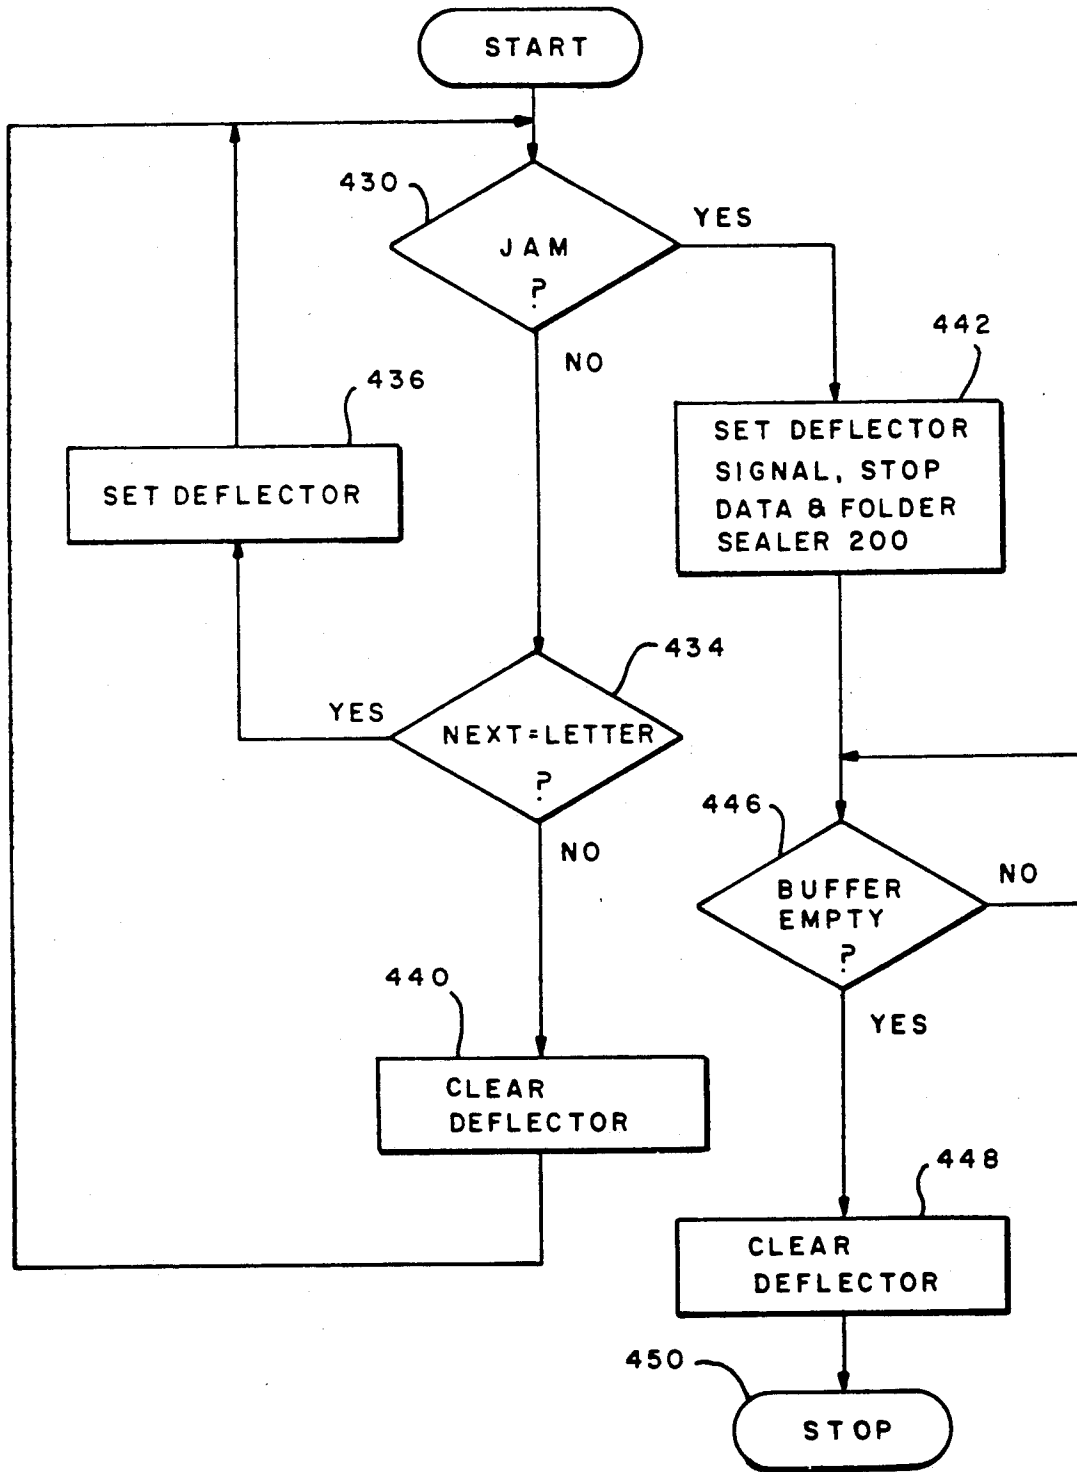 START
430
JAM
?
YES
NO
442
SET DEFLECTOR
SIGNAL, STOP
DATA & FOLDER
SEALER 200
436
SET DEFLECTOR
434
NEXT=LETTER
?
YES
NO
446
BUFFER
EMPTY
?
NO
YES
440
CLEAR
DEFLECTOR
448
CLEAR
DEFLECTOR
450
STOP